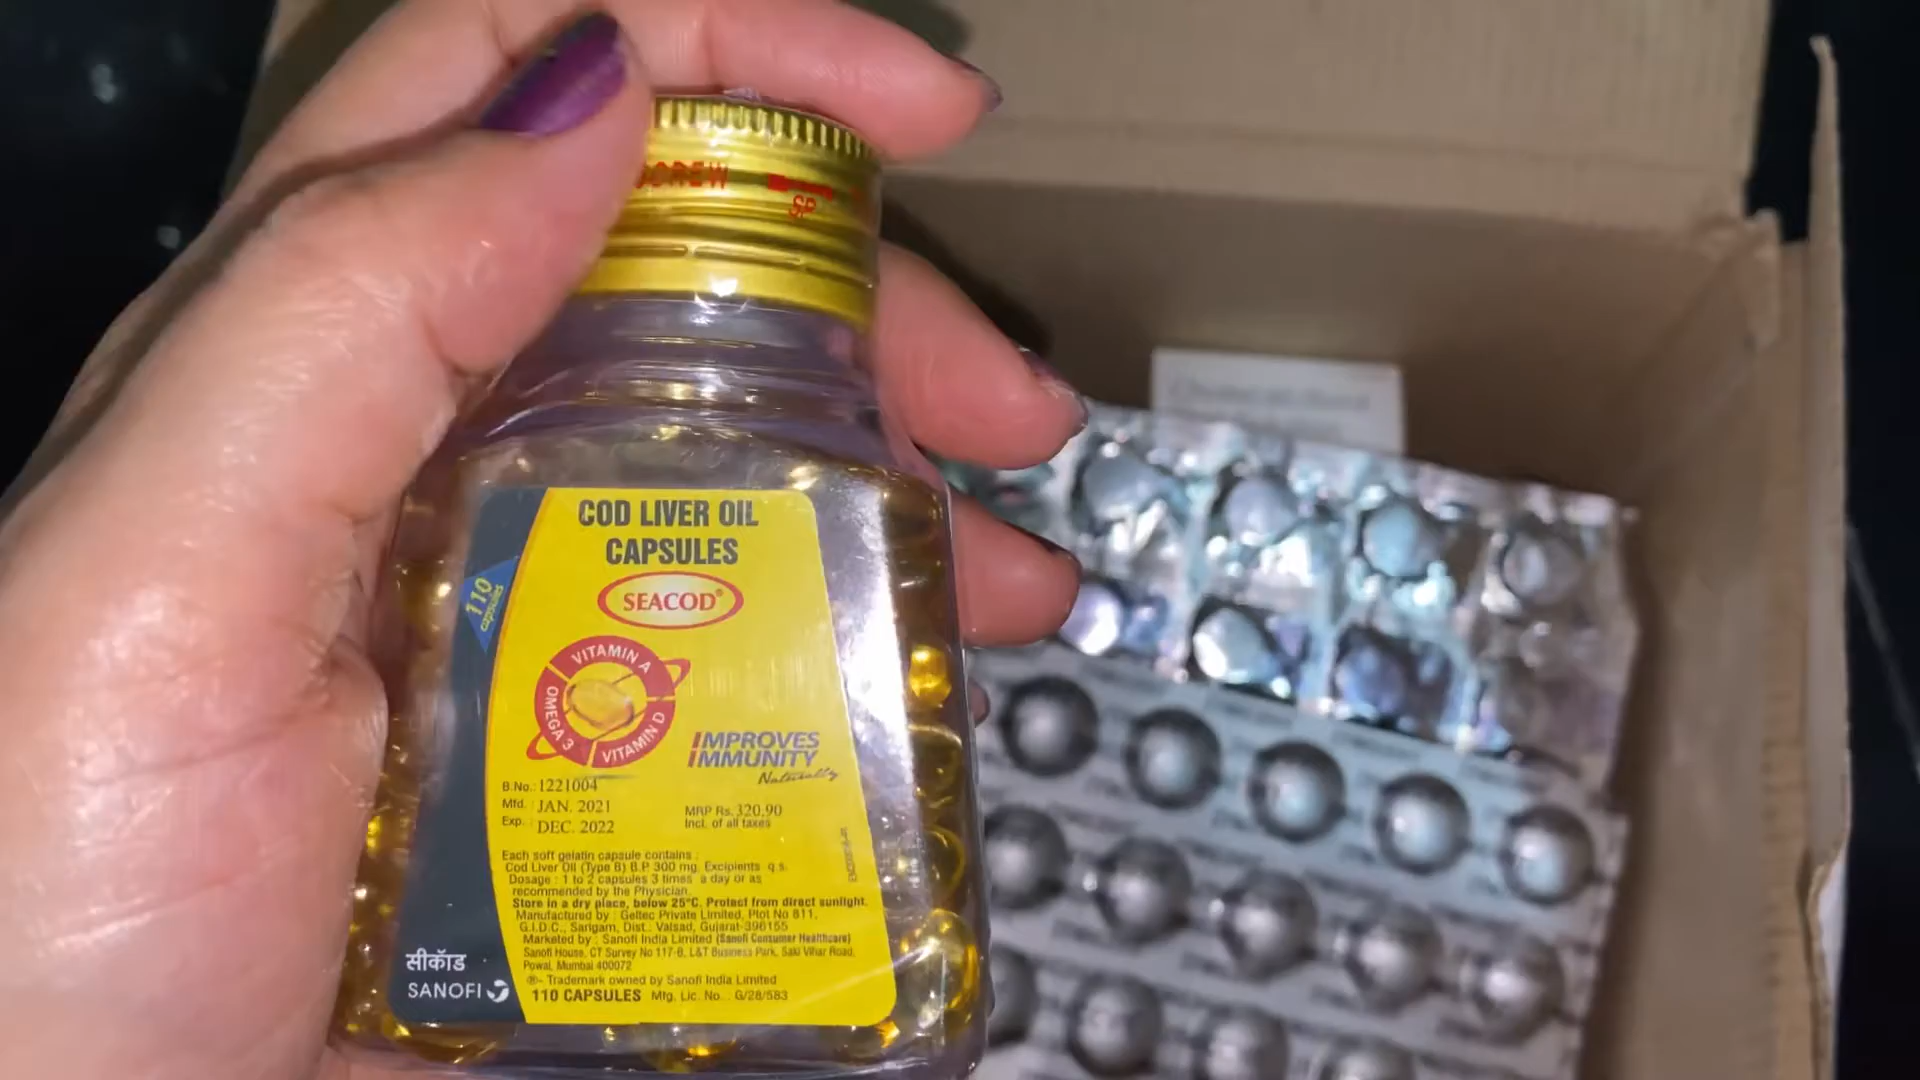 SCREW
SP
COD LIVER OIL
CAPSULES
SEACOD®
110
capsules
VITAMIN A
OMEGA 3
VITAMIN D
IMPROVES
IMMUNITY
Naturally
B.No.: 1221004
Mfd. JAN. 2021
Exp. DEC. 2022
MRP Rs. 320.90
Incl. of all taxes
Each soft gelatin capsule contains :
Cod Liver Oil (Type B) B.P. 300 mg. Excipients q.s.
Dosage : 1 to 2 capsules 3 times a day or as
recommended by the Physician.
Store in a dry place, below 25°C. Protect from direct sunlight.
Manufactured by : Geltec Private Limited, Plot No 811,
G.I.D.C., Sarigam, Dist.: Valsad, Gujarat-396155
Marketed by : Sanofi India Limited (Sanofi Consumer Healthcare)
Sanofi House, CT Survey No 117-B, L&T Business Park, Saki Vihar Road,
Powai, Mumbai 400072
®- Trademark owned by Sanofi India Limited
110 CAPSULES Mfg. Lic. No.. G/28/583
सीकॉड
SANOFI